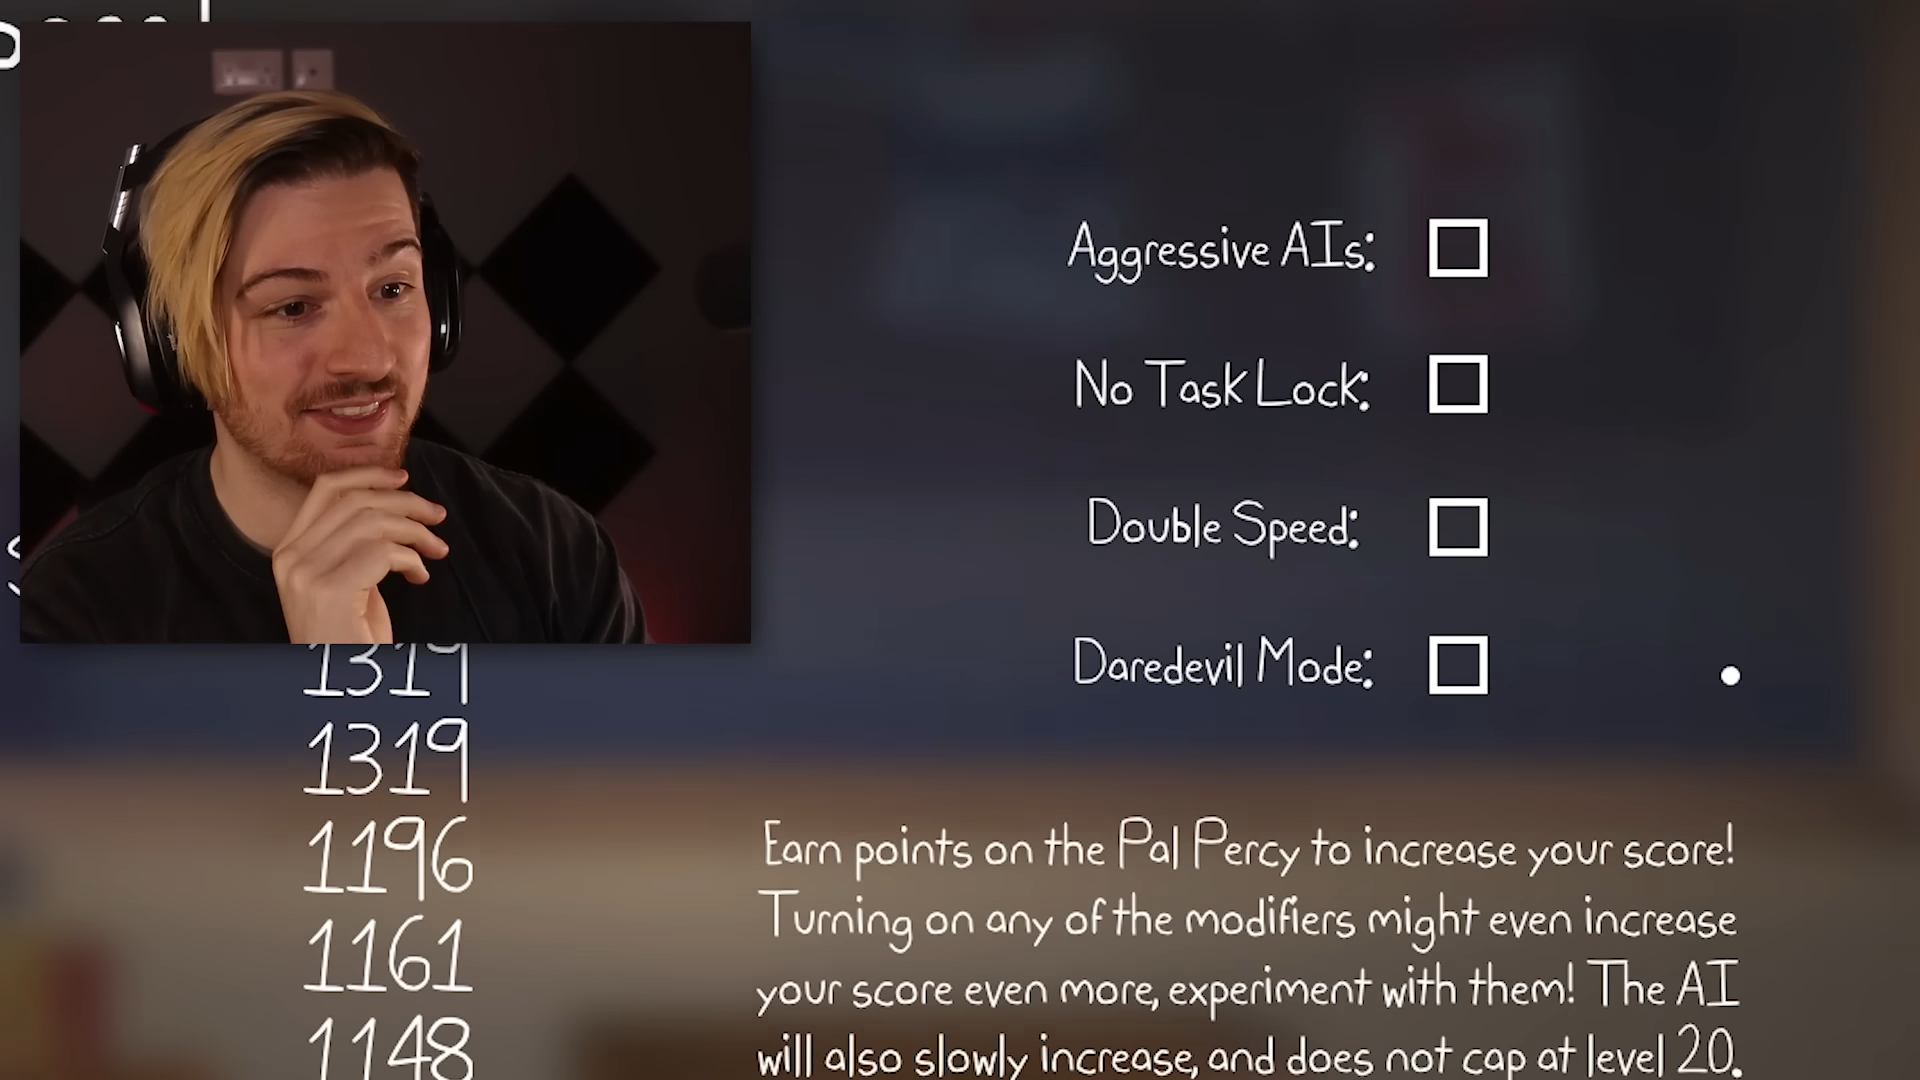 Aggressive AIs:
No Task Lock:
Double Speed:
Daredevil Mode:
1319
1319
1196
1161
1148
Earn points on the Pal Percy to increase your score!
Turning on any of the modifiers might even increase
your score even more, experiment with them! The AI
will also slowly increase, and does not cap at level 20.